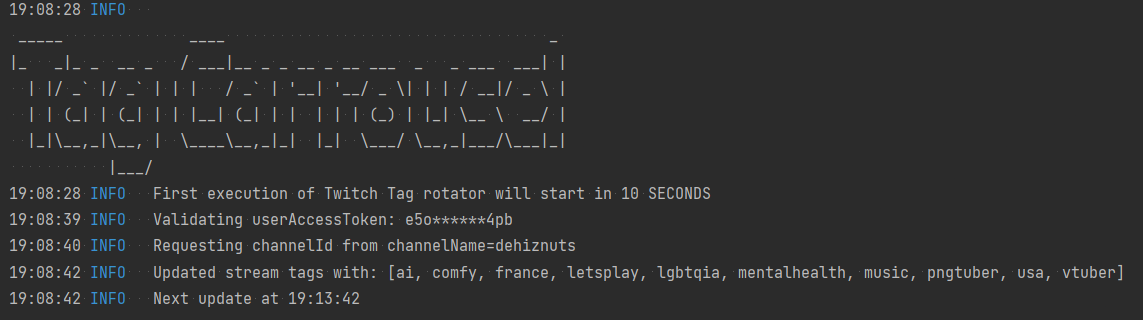 19:08:28 INFO
 _____              ____                                    _
|_   _|_ _  __ _   / ___|__ _ _ __ _ __ ___  _   _ ___  ___| |
  | |/ _` |/ _` | | |   / _` | '__| '__/ _ \| | | / __|/ _ \ |
  | | (_| | (_| | | |__| (_| | |  | | | (_) | |_| \__ \  __/ |
  |_|\__,_|\__, |  \____\__,_|_|  |_|  \___/ \__,_|___/\___|_|
           |___/
19:08:28 INFO   First execution of Twitch Tag rotator will start in 10 SECONDS
19:08:39 INFO   Validating userAccessToken: e5o******4pb
19:08:40 INFO   Requesting channelId from channelName=dehiznuts
19:08:42 INFO   Updated stream tags with: [ai, comfy, france, letsplay, lgbtqia, mentalhealth, music, pngtuber, usa, vtuber]
19:08:42 INFO   Next update at 19:13:42